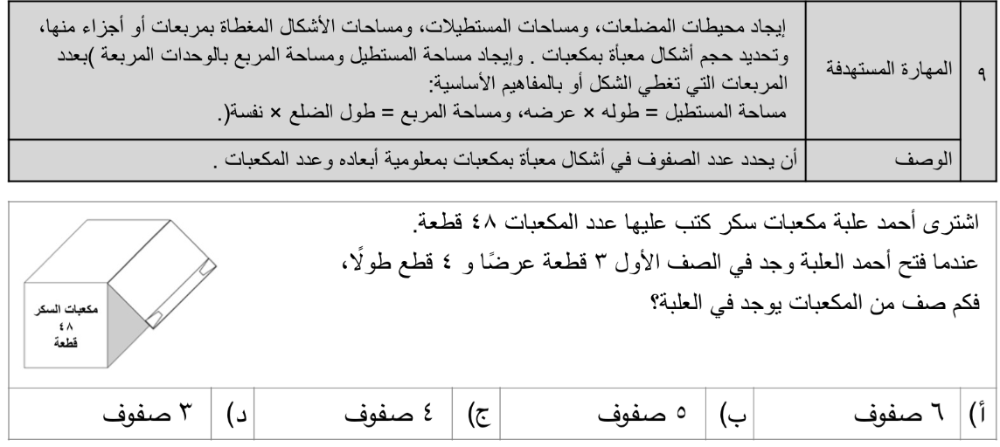 ٩
المهارة المستهدفة
إيجاد محيطات المضلعات، ومساحات المستطيلات، ومساحات الأشكال المغطاة بمربعات أو أجزاء منها،
وتحديد حجم أشكال معبأة بمكعبات . وإيجاد مساحة المستطيل ومساحة المربع بالوحدات المربعة )بعدد
المربعات التي تغطي الشكل أو بالمفاهيم الأساسية:
مساحة المستطيل = طوله × عرضه، ومساحة المربع = طول الضلع × نفسة(.
الوصف
أن يحدد عدد الصفوف في أشكال معبأة بمكعبات بمعلومية أبعاده وعدد المكعبات .
اشترى أحمد علبة مكعبات سكر كتب عليها عدد المكعبات ٤٨ قطعة.
عندما فتح أحمد العلبة وجد في الصف الأول ٣ قطعة عرضًا و ٤ قطع طولًا،
فكم صف من المكعبات يوجد في العلبة؟
مكعبات السكر
٤٨
قطعة
أ) ٦ صفوف ب) ٥ صفوف ج) ٤ صفوف د) ٣ صفوف